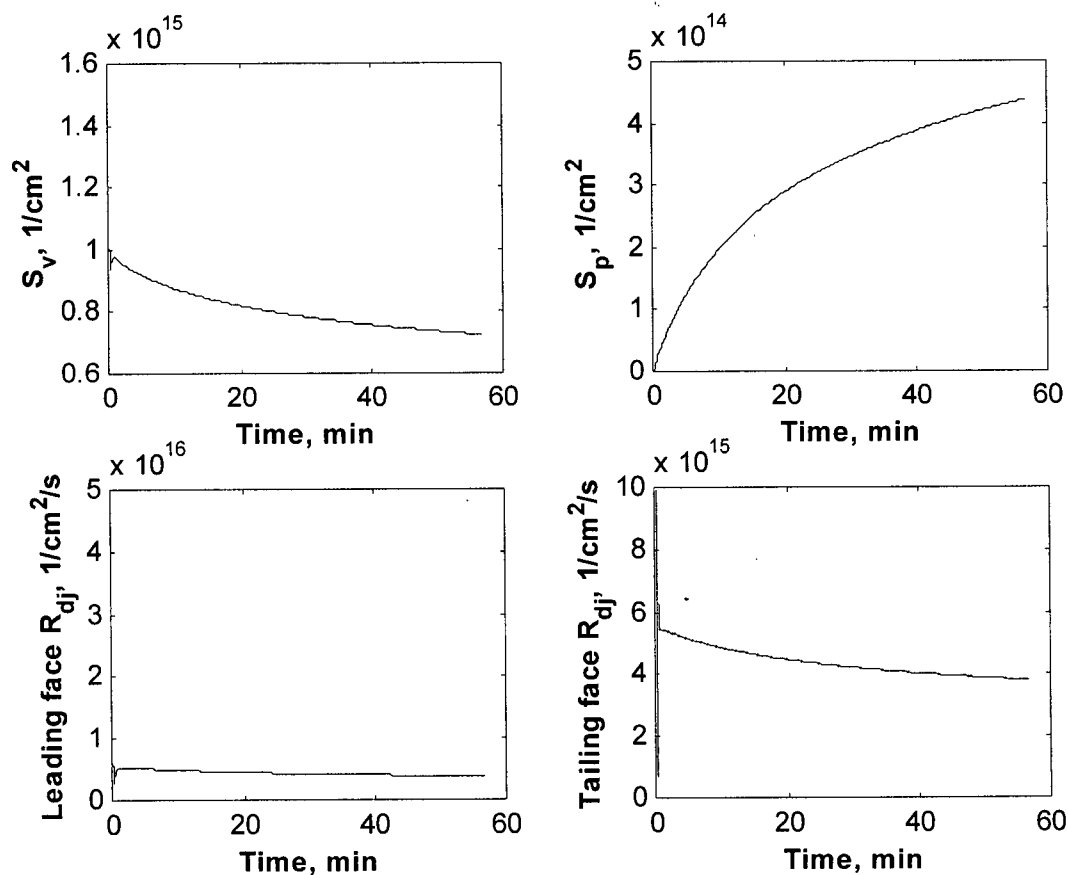 x 10^15
1.6
1.4
1.2
1
0.8
0.6
0 20 40 60
S_v, 1/cm^2
Time, min
x 10^14
5
4
3
2
1
0
0 20 40 60
S_p, 1/cm^2
Time, min
x 10^16
5
4
3
2
1
0
0 20 40 60
Leading face R_dj, 1/cm^2/s
Time, min
x 10^15
10
8
6
4
2
0
0 20 40 60
Tailing face R_dj, 1/cm^2/s
Time, min